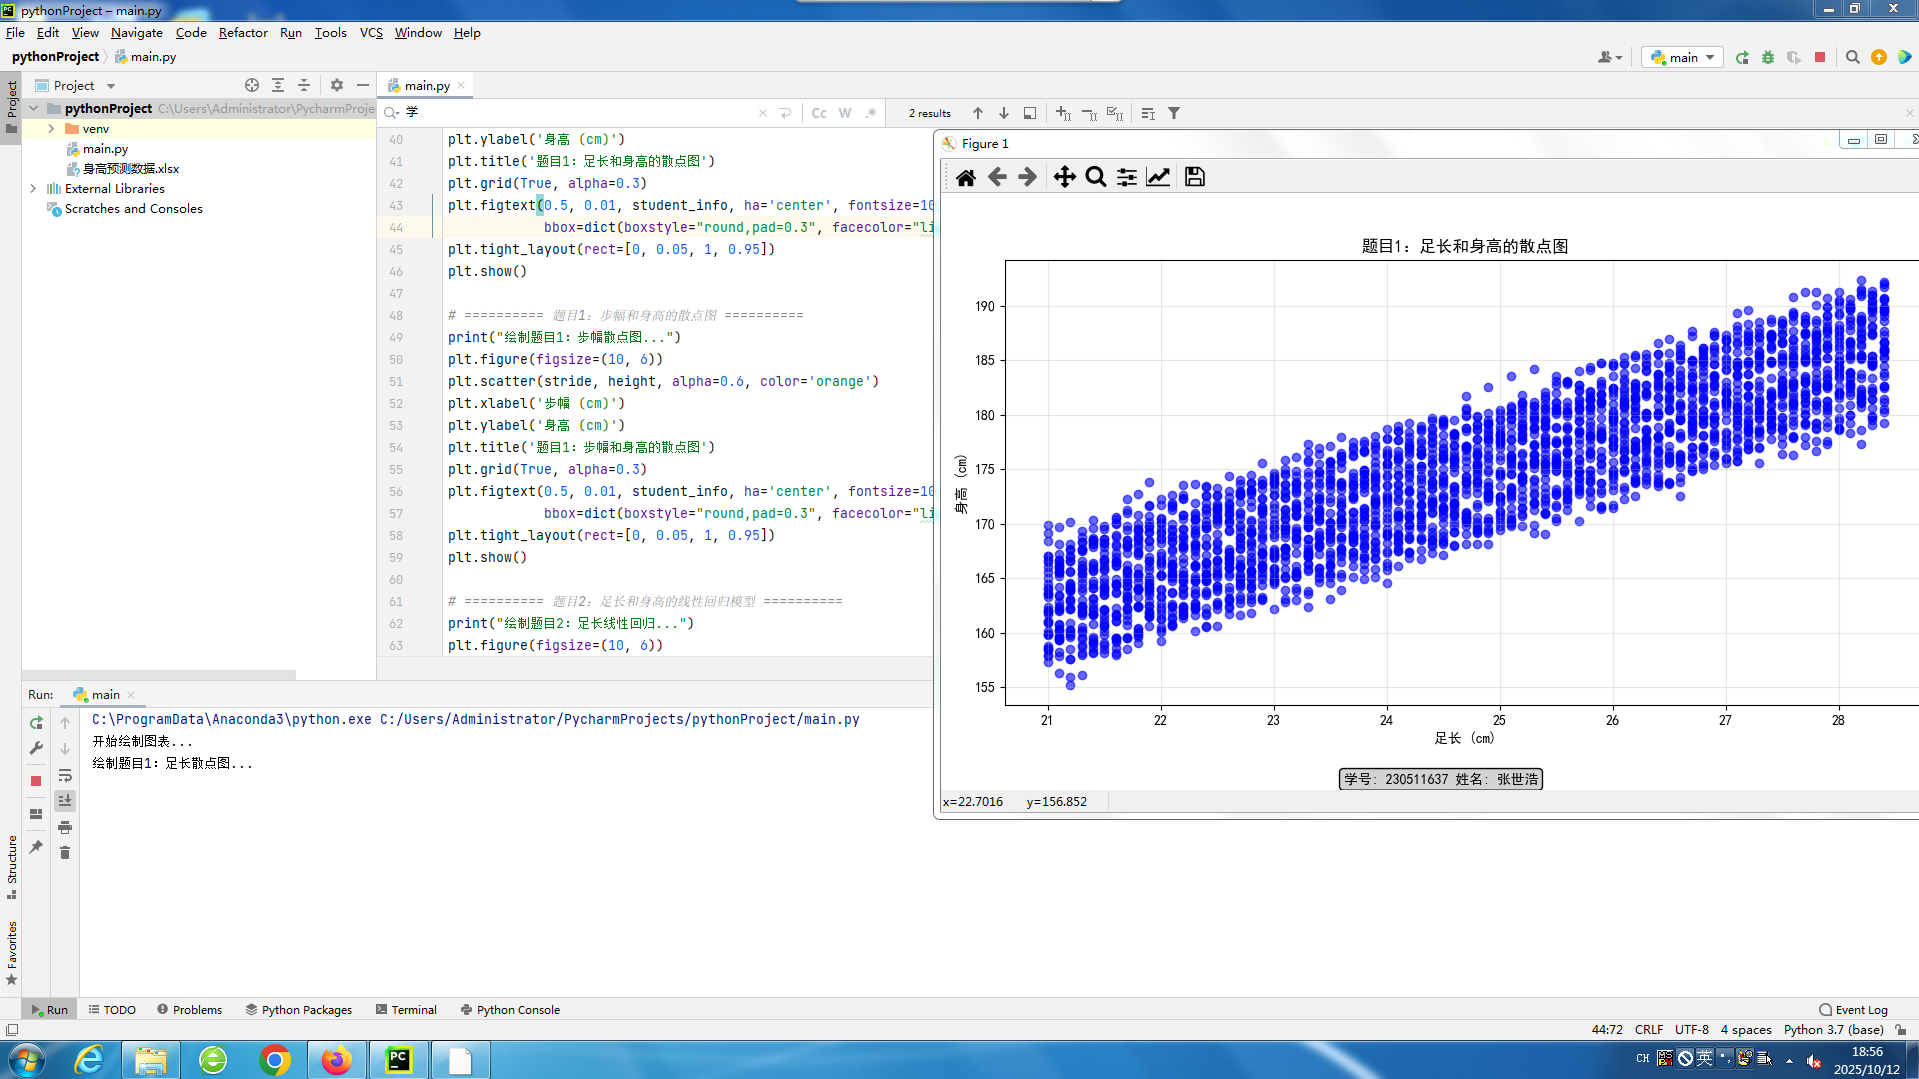 pythonProject – main.py
File Edit View Navigate Code Refactor Run Tools VCS Window Help
pythonProject main.py
main
Project
main.py
pythonProject C:\Users\Administrator\PycharmProje
venv
main.py
身高预测数据.xlsx
External Libraries
Scratches and Consoles
学
Cc W .*
2 results
40 plt.ylabel('身高 (cm)')
41 plt.title('题目1: 足长和身高的散点图')
42 plt.grid(True, alpha=0.3)
43 plt.figtext(0.5, 0.01, student_info, ha='center', fontsize=10
44 bbox=dict(boxstyle="round,pad=0.3", facecolor="li
45 plt.tight_layout(rect=[0, 0.05, 1, 0.95])
46 plt.show()
47
48 # ========== 题目1: 步幅和身高的散点图 ==========
49 print("绘制题目1: 步幅散点图...")
50 plt.figure(figsize=(10, 6))
51 plt.scatter(stride, height, alpha=0.6, color='orange')
52 plt.xlabel('步幅 (cm)')
53 plt.ylabel('身高 (cm)')
54 plt.title('题目1: 步幅和身高的散点图')
55 plt.grid(True, alpha=0.3)
56 plt.figtext(0.5, 0.01, student_info, ha='center', fontsize=10
57 bbox=dict(boxstyle="round,pad=0.3", facecolor="li
58 plt.tight_layout(rect=[0, 0.05, 1, 0.95])
59 plt.show()
60
61 # ========== 题目2: 足长和身高的线性回归模型 ==========
62 print("绘制题目2: 足长线性回归...")
63 plt.figure(figsize=(10, 6))
Figure 1
题目1: 足长和身高的散点图
身高 (cm)
190
185
180
175
170
165
160
155
21 22 23 24 25 26 27 28
足长 (cm)
学号: 230511637 姓名: 张世浩
x=22.7016 y=156.852
Run: main
C:\ProgramData\Anaconda3\python.exe C:/Users/Administrator/PycharmProjects/pythonProject/main.py
开始绘制图表...
绘制题目1: 足长散点图...
Project
Structure
Favorites
Run TODO Problems Python Packages Terminal Python Console Event Log
44:72 CRLF UTF-8 4 spaces Python 3.7 (base)
PC
CH 英
18:56
2025/10/12